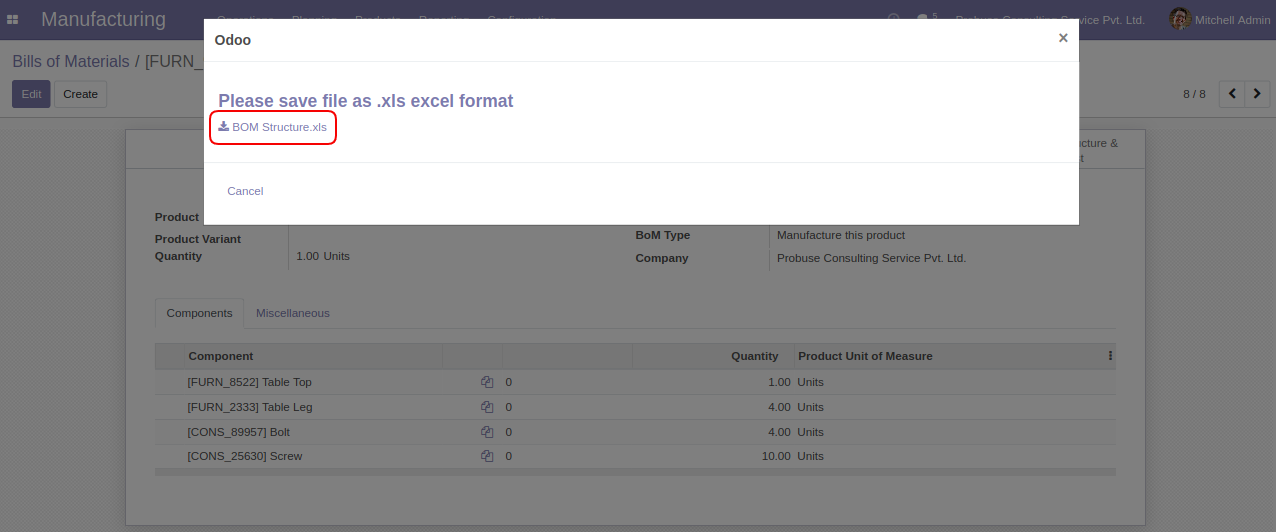 Manufacturing
Operations Planning Products Reporting Configuration
5 Probuse Consulting Service Pvt. Ltd. Mitchell Admin
Odoo ×
Bills of Materials / [FURN_
Edit Create
8 / 8
Please save file as .xls excel format
BOM Structure.xls
Cancel
cture &
t
Product
Product Variant
Quantity 1.00 Units
BoM Type Manufacture this product
Company Probuse Consulting Service Pvt. Ltd.
Components Miscellaneous
Component Quantity Product Unit of Measure
[FURN_8522] Table Top 0 1.00 Units
[FURN_2333] Table Leg 0 4.00 Units
[CONS_89957] Bolt 0 4.00 Units
[CONS_25630] Screw 0 10.00 Units